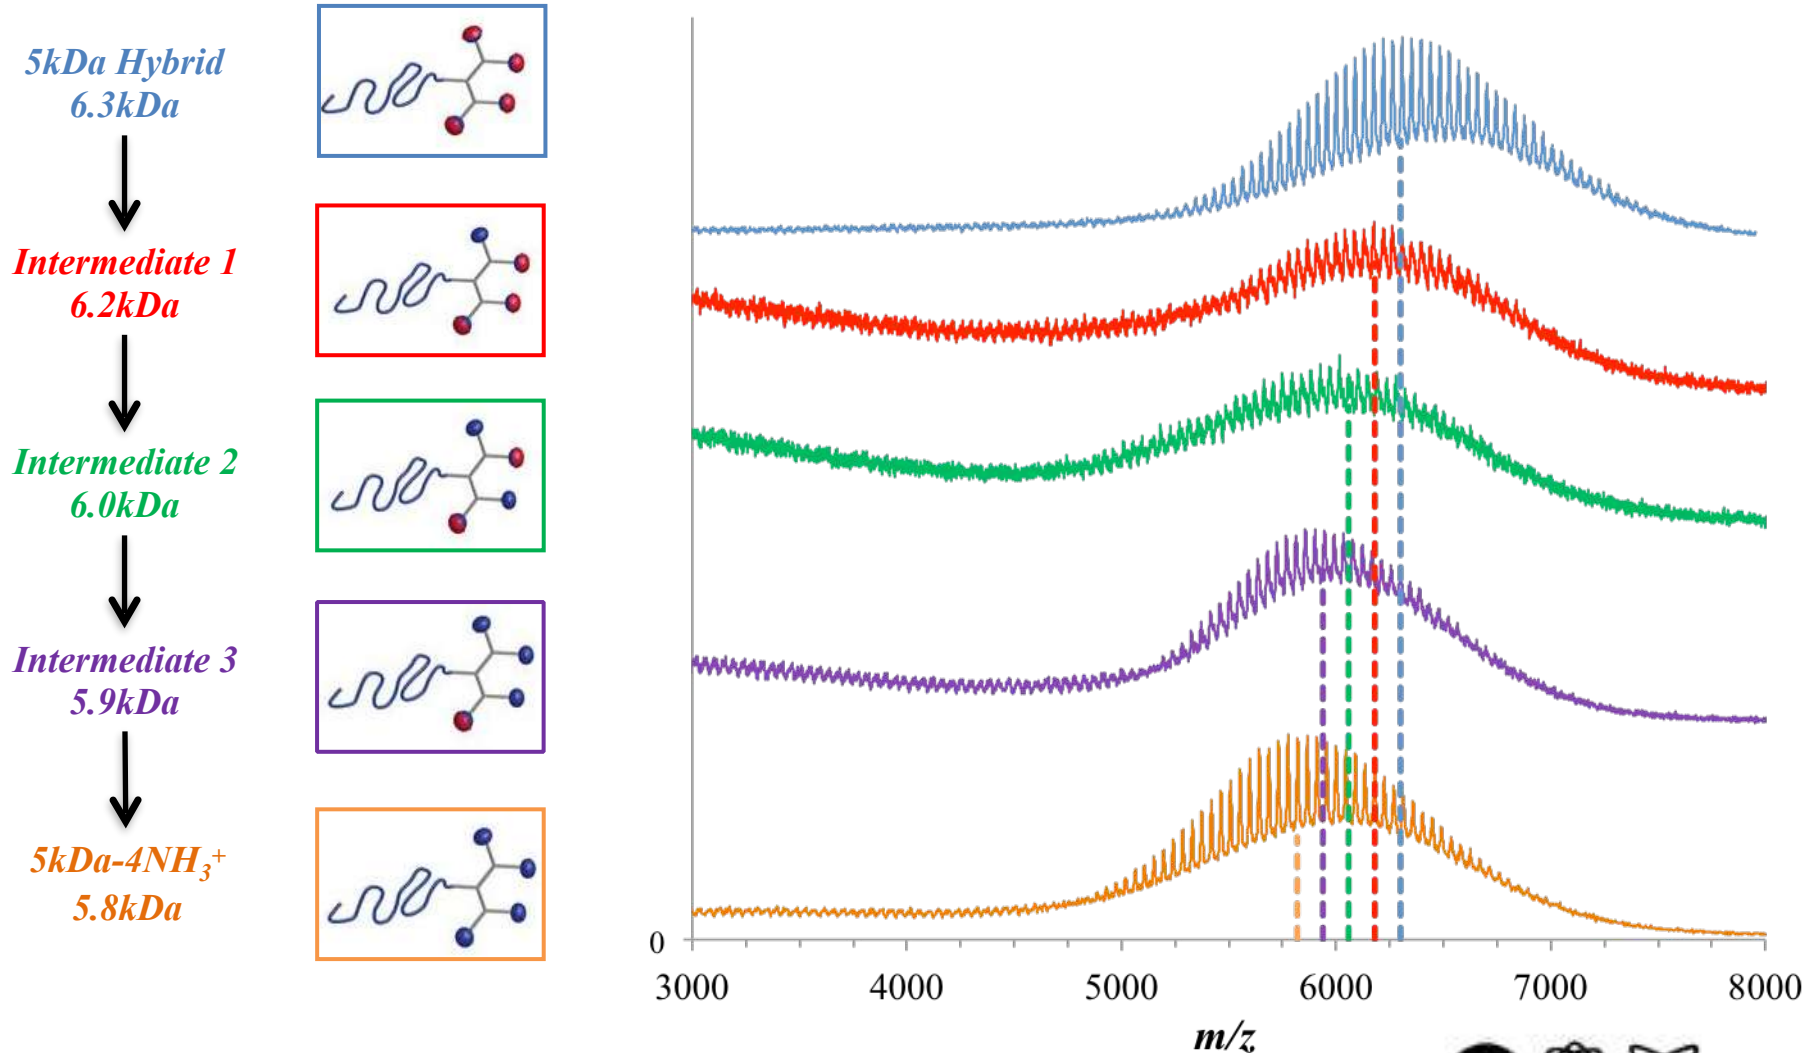 5kDa Hybrid
6.3kDa
Intermediate 1
6.2kDa
Intermediate 2
6.0kDa
Intermediate 3
5.9kDa
5kDa-4NH₃⁺
5.8kDa
0
3000 4000 5000 6000 7000 8000
m/z